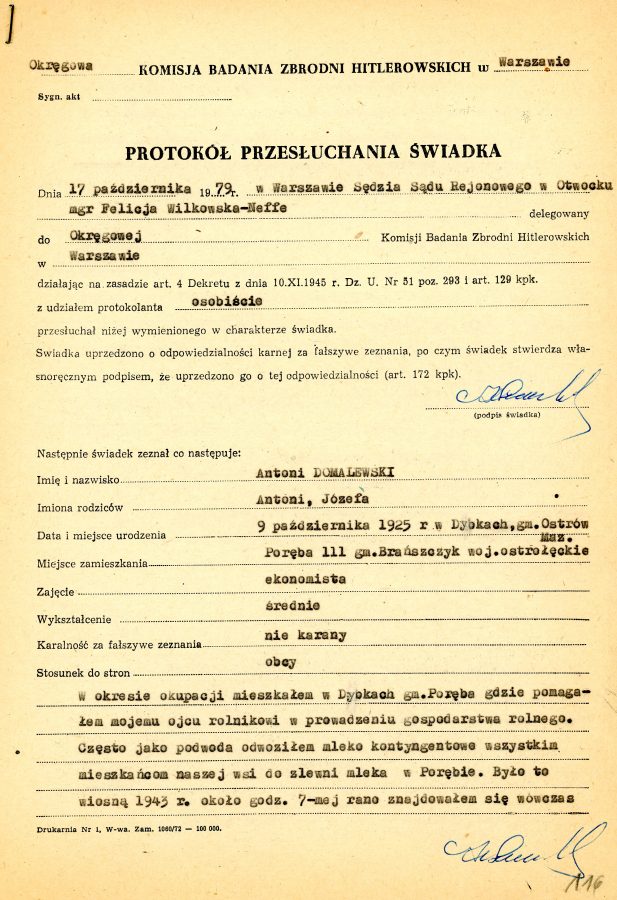 Okręgowa KOMISJA BADANIA ZBRODNI HITLEROWSKICH w Warszawie
Sygn. akt
PROTOKÓŁ PRZESŁUCHANIA ŚWIADKA
Dnia 17 października 1979 r. w Warszawie Sędzia Sądu Rejonowego w Otwocku
mgr Felicja Wilkowska-Neffe delegowany
do Okręgowej Komisji Badania Zbrodni Hitlerowskich
w Warszawie
działając na zasadzie art. 4 Dekretu z dnia 10.XI.1945 r. Dz. U. Nr 51 poz. 293 i art. 129 kpk.
z udziałem protokolanta osobiście
przesłuchał niżej wymienionego w charakterze świadka.
Świadka uprzedzono o odpowiedzialności karnej za fałszywe zeznania, po czym świadek stwierdza wła-
snoręcznym podpisem, że uprzedzono go o tej odpowiedzialności (art. 172 kpk).
(podpis świadka)
Następnie świadek zeznał co następuje:
Imię i nazwisko Antoni DOMALEWSKI
Imiona rodziców Antoni, Józefa
Data i miejsce urodzenia 9 października 1925 r w Dybkach,gm.Ostrów
Maz.
Miejsce zamieszkania Poręba 111 gm.Brańszczyk woj.ostrołęckie
Zajęcie ekonomista
Wykształcenie średnie
Karalność za fałszywe zeznania nie karany
Stosunek do stron obcy
W okresie okupacji mieszkałem w Dybkach gm.Poręba gdzie pomaga-
łem mojemu ojcu rolnikowi w prowadzeniu gospodarstwa rolnego.
Często jako podwoda odwoziłem mleko kontyngentowe wszystkim
mieszkańcom naszej wsi do zlewni mleka w Porębie. Było to
wiosną 1943 r. około godz. 7-mej rano znajdowałem się wówczas
Drukarnia Nr 1, W-wa. Zam. 1060/72 — 100 000.